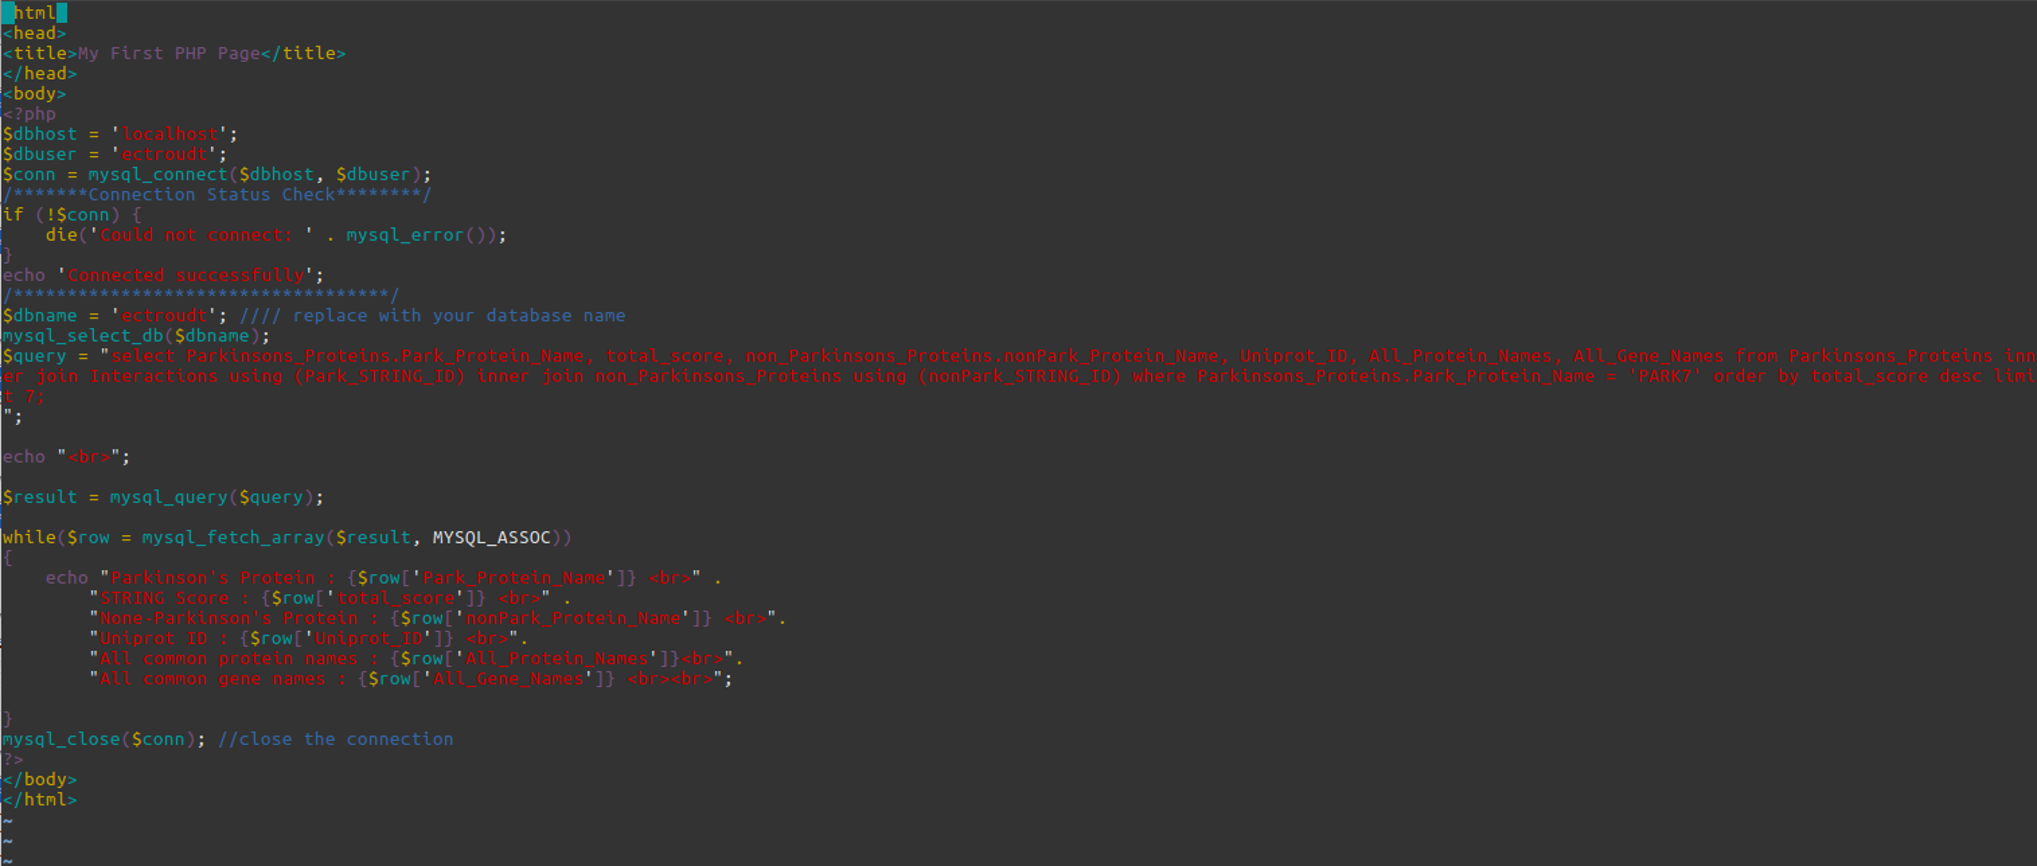 <html>
<head>
<title>My First PHP Page</title>
</head>
<body>
<?php
$dbhost = 'localhost';
$dbuser = 'ectroudt';
$conn = mysql_connect($dbhost, $dbuser);
/*******Connection Status Check********/
if (!$conn) {
    die('Could not connect: ' . mysql_error());
}
echo 'Connected successfully';
/***********************************/
$dbname = 'ectroudt'; //// replace with your database name
mysql_select_db($dbname);
$query = "select Parkinsons_Proteins.Park_Protein_Name, total_score, non_Parkinsons_Proteins.nonPark_Protein_Name, Uniprot_ID, All_Protein_Names, All_Gene_Names from Parkinsons_Proteins inn
er join Interactions using (Park_STRING_ID) inner join non_Parkinsons_Proteins using (nonPark_STRING_ID) where Parkinsons_Proteins.Park_Protein_Name = 'PARK7' order by total_score desc limi
t 7;
";
echo "<br>";
$result = mysql_query($query);
while($row = mysql_fetch_array($result, MYSQL_ASSOC))
{
    echo "Parkinson's Protein : {$row['Park_Protein_Name']} <br>" .
        "STRING Score : {$row['total_score']} <br>" .
        "None-Parkinson's Protein : {$row['nonPark_Protein_Name']} <br>".
        "Uniprot ID : {$row['Uniprot_ID']} <br>".
        "All common protein names : {$row['All_Protein_Names']}<br>".
        "All common gene names : {$row['All_Gene_Names']} <br><br>";
}
mysql_close($conn); //close the connection
?>
</body>
</html>
~
~
~